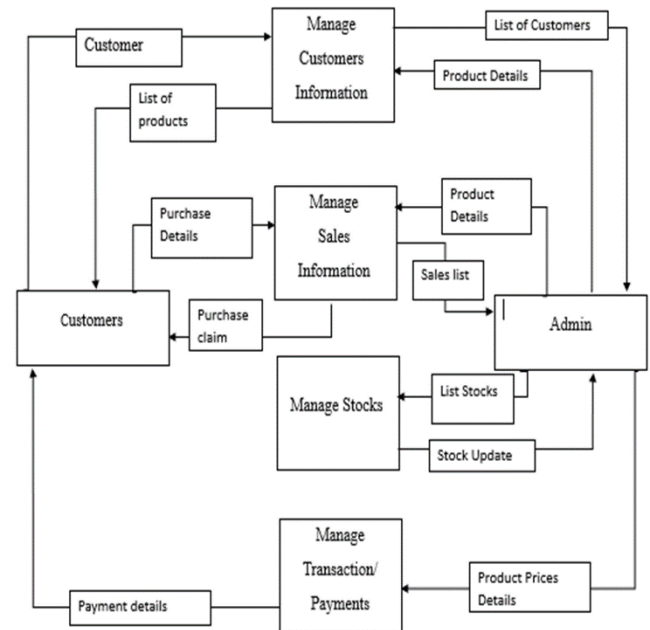 Customer
Manage
Customers
Information
List of Customers
Product Details
List of
products
Manage
Sales
Information
Product
Details
Purchase
Details
Sales list
Customers
Purchase
claim
Admin
Manage Stocks
List Stocks
Stock Update
Manage
Transaction/
Payments
Product Prices
Details
Payment details